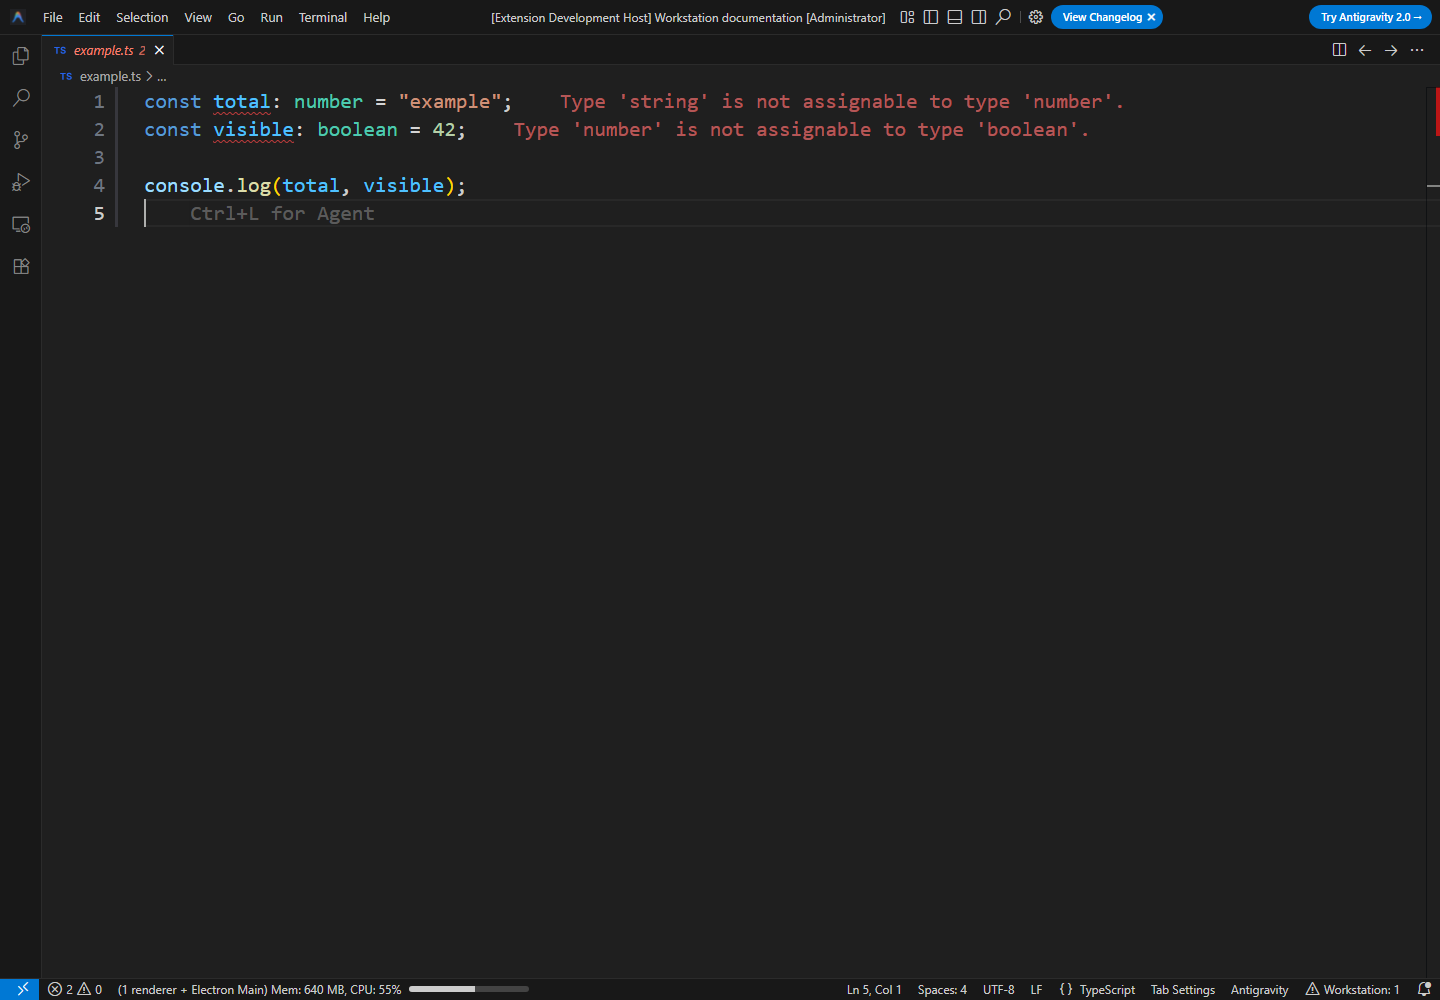 File Edit Selection View Go Run Terminal Help [Extension Development Host] Workstation documentation [Administrator] View Changelog × Try Antigravity 2.0 →
TS example.ts 2 ×
TS example.ts > ...
1 const total: number = "example"; Type 'string' is not assignable to type 'number'.
2 const visible: boolean = 42; Type 'number' is not assignable to type 'boolean'.
3
4 console.log(total, visible);
5 Ctrl+L for Agent
2 0 (1 renderer + Electron Main) Mem: 640 MB, CPU: 55% Ln 5, Col 1 Spaces: 4 UTF-8 LF {} TypeScript Tab Settings Antigravity Workstation: 1